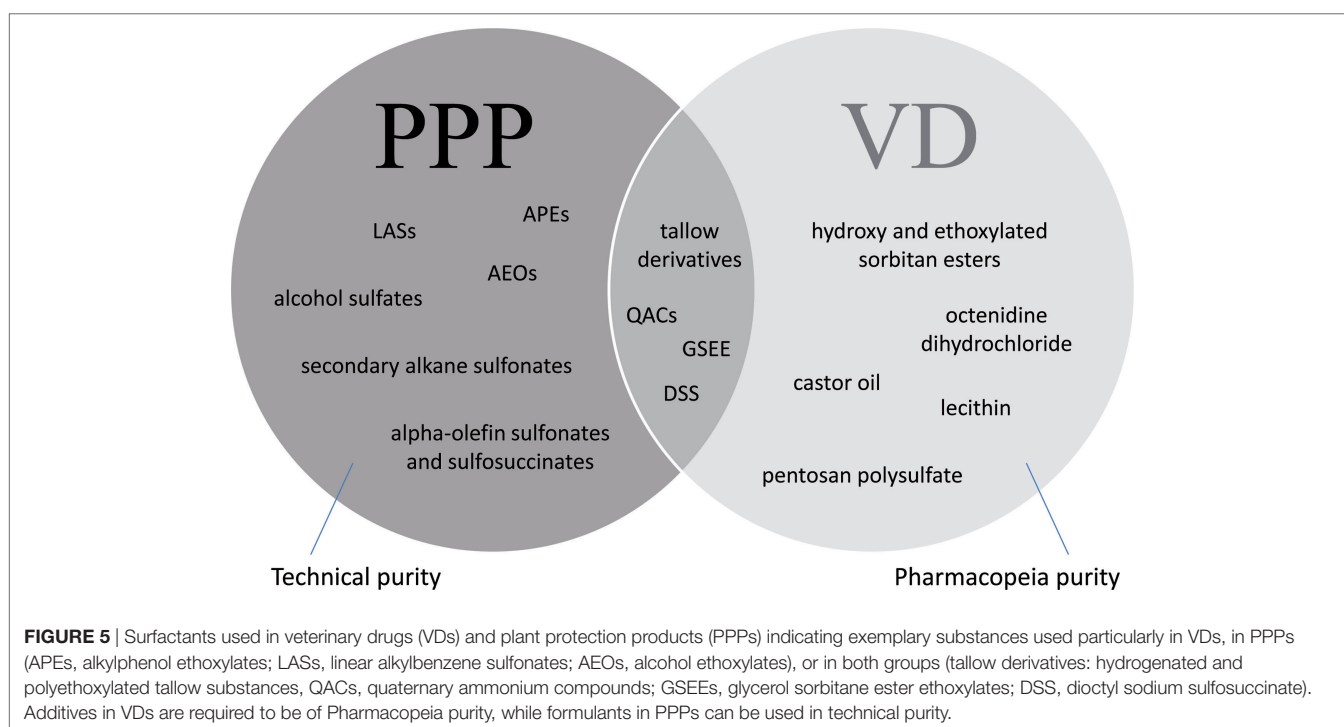 PPP
LASs
APEs
AEOs
alcohol sulfates
secondary alkane sulfonates
alpha-olefin sulfonates
and sulfosuccinates
Technical purity
tallow
derivatives
QACs
GSEE
DSS
VD
hydroxy and ethoxylated
sorbitan esters
octenidine
dihydrochloride
castor oil
lecithin
pentosan polysulfate
Pharmacopeia purity
FIGURE 5 | Surfactants used in veterinary drugs (VDs) and plant protection products (PPPs) indicating exemplary substances used particularly in VDs, in PPPs
(APEs, alkylphenol ethoxylates; LASs, linear alkylbenzene sulfonates; AEOs, alcohol ethoxylates), or in both groups (tallow derivatives: hydrogenated and
polyethoxylated tallow substances, QACs, quaternary ammonium compounds; GSEEs, glycerol sorbitane ester ethoxylates; DSS, dioctyl sodium sulfosuccinate).
Additives in VDs are required to be of Pharmacopeia purity, while formulants in PPPs can be used in technical purity.